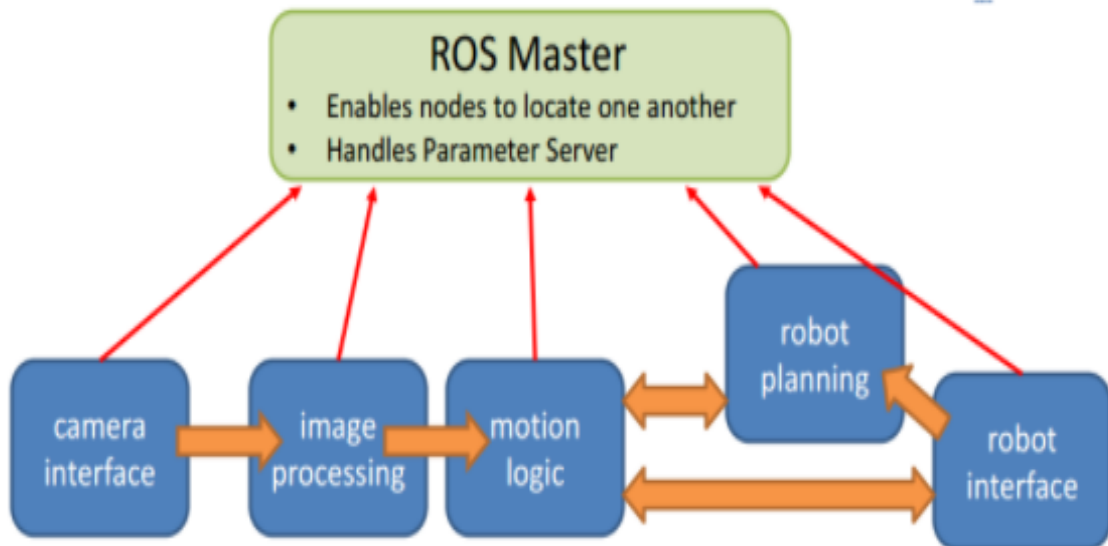 ROS Master
• Enables nodes to locate one another
• Handles Parameter Server
camera
interface
image
processing
motion
logic
robot
planning
robot
interface